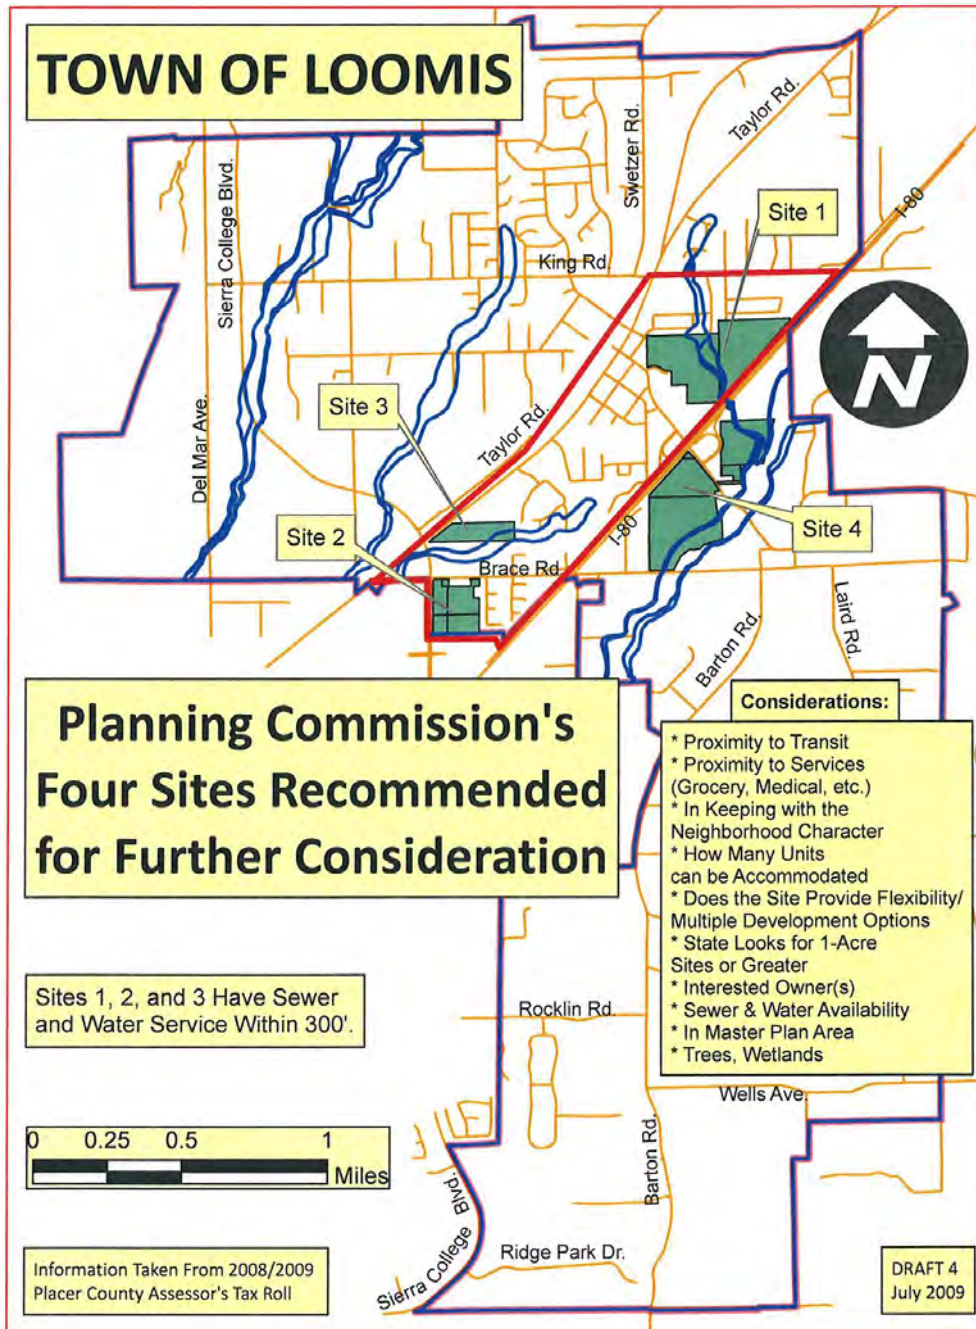 TOWN OF LOOMIS
Taylor Rd.
Swetzer Rd.
Sierra College Blvd.
Site 1
I-80
King Rd.
N
Site 3
Taylor Rd.
Del Mar Ave.
Site 2
I-80
Site 4
Brace Rd.
Laird Rd.
Barton Rd.
Planning Commission's
Four Sites Recommended
for Further Consideration
Considerations:
* Proximity to Transit
* Proximity to Services
(Grocery, Medical, etc.)
* In Keeping with the
Neighborhood Character
* How Many Units
can be Accommodated
* Does the Site Provide Flexibility/
Multiple Development Options
* State Looks for 1-Acre
Sites or Greater
* Interested Owner(s)
* Sewer & Water Availability
* In Master Plan Area
* Trees, Wetlands
Sites 1, 2, and 3 Have Sewer
and Water Service Within 300'.
Rocklin Rd.
Wells Ave.
0 0.25 0.5 1
Miles
Barton Rd.
Sierra College Blvd.
Ridge Park Dr.
Information Taken From 2008/2009
Placer County Assessor's Tax Roll
DRAFT 4
July 2009